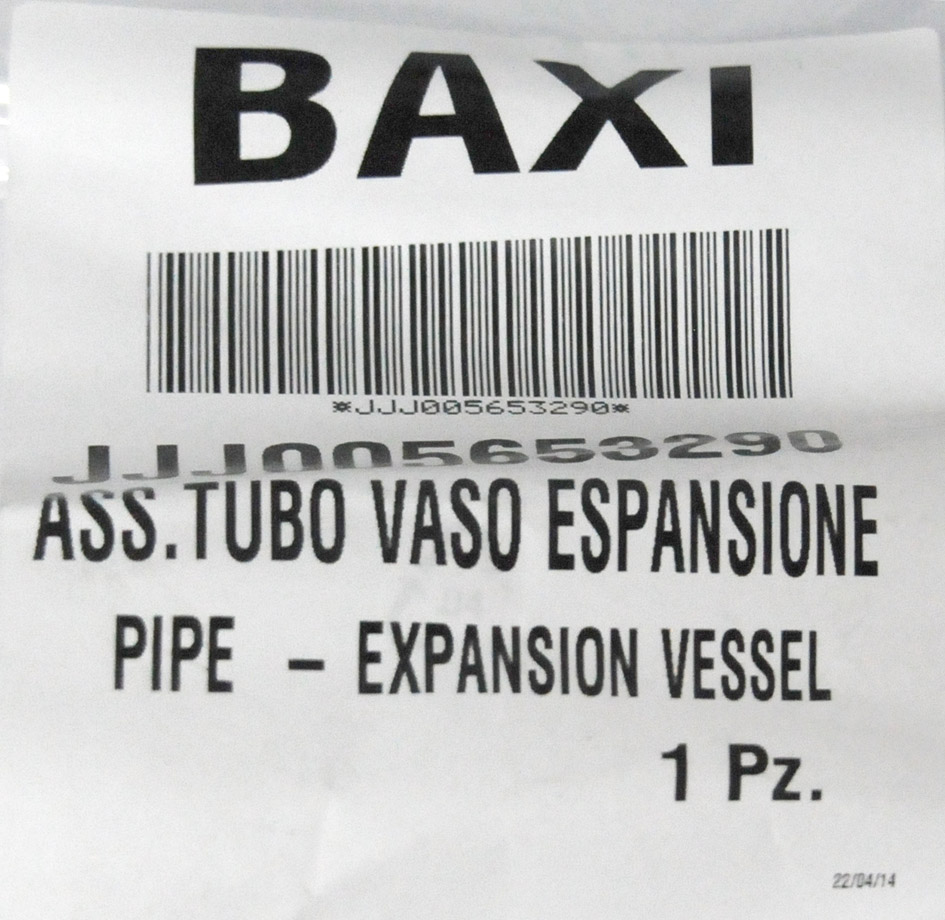 BAXI
*JJJ005653290*
JJJ005653290
ASS.TUBO VASO ESPANSIONE
PIPE – EXPANSION VESSEL
1 Pz.
22/04/14